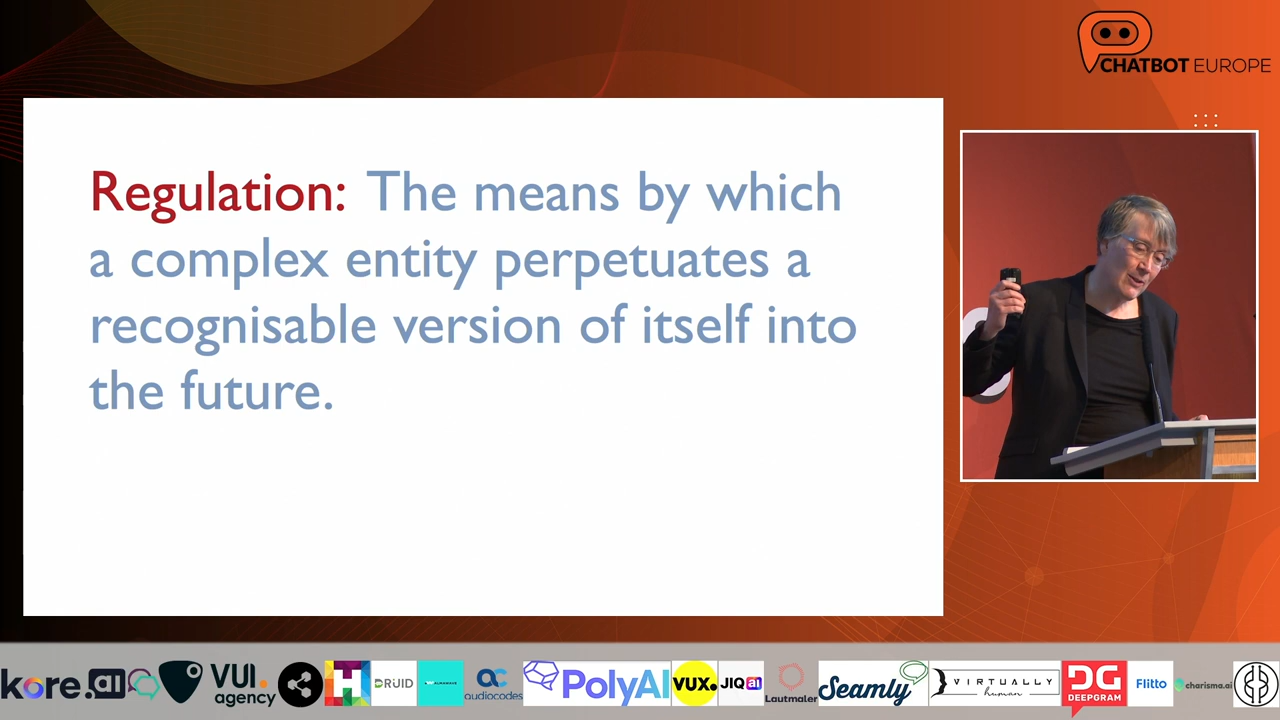 CHATBOT EUROPE
Regulation: The means by which
a complex entity perpetuates a
recognisable version of itself into
the future.
kore.ai
VUI.
agency
H
DRUID
audiocodes
PolyAI
VUX.
JIQ ai
Lautmaler
Seamly
VIRTUALLY
human
DG
DEEPGRAM
Flitto
charisma.ai